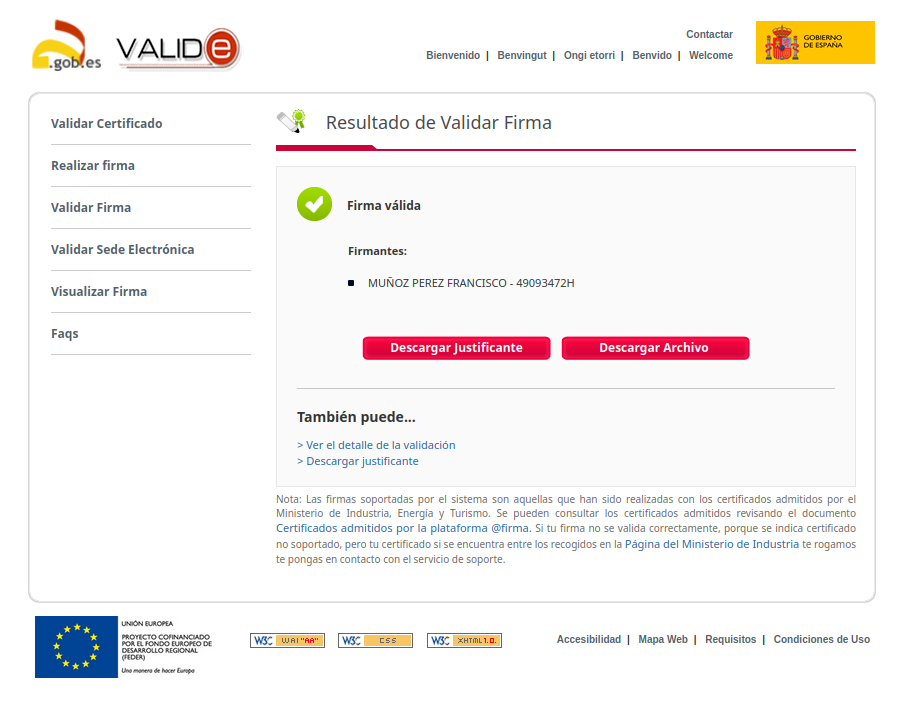 .gob.es VALIDe
Contactar
Bienvenido | Benvingut | Ongi etorri | Benvido | Welcome
GOBIERNO
DE ESPAÑA
Validar Certificado
Realizar firma
Validar Firma
Validar Sede Electrónica
Visualizar Firma
Faqs
Resultado de Validar Firma
Firma válida
Firmantes:
MUÑOZ PEREZ FRANCISCO - 49093472H
Descargar Justificante Descargar Archivo
También puede...
> Ver el detalle de la validación
> Descargar justificante
Nota: Las firmas soportadas por el sistema son aquellas que han sido realizadas con los certificados admitidos por el
Ministerio de Industria, Energía y Turismo. Se pueden consultar los certificados admitidos revisando el documento
Certificados admitidos por la plataforma @firma. Si tu firma no se valida correctamente, porque se indica certificado
no soportado, pero tu certificado si se encuentra entre los recogidos en la Página del Ministerio de Industria te rogamos
te pongas en contacto con el servicio de soporte.
UNIÓN EUROPEA
PROYECTO COFINANCIADO
POR EL FONDO EUROPEO DE
DESARROLLO REGIONAL
(FEDER)
Una manera de hacer Europa
W3C WAI "AA" W3C CSS W3C XHTML 1.0.
Accesibilidad | Mapa Web | Requisitos | Condiciones de Uso